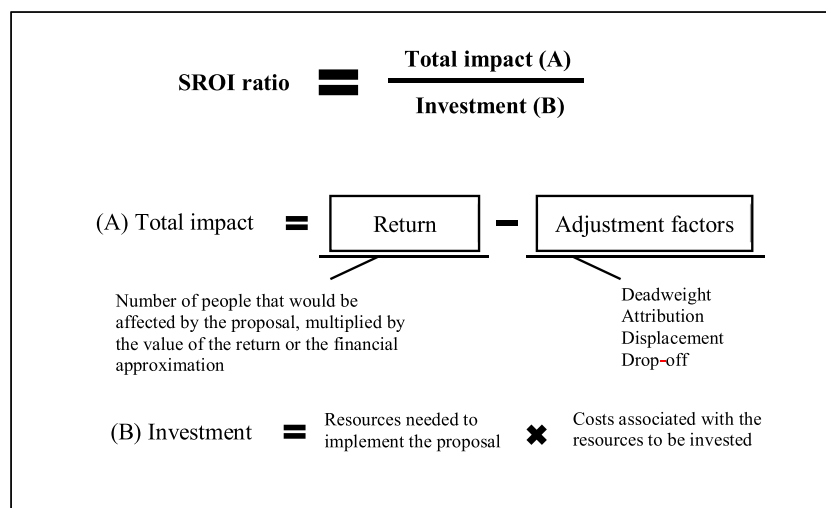 Total impact (A)
SROI ratio =
Investment (B)
(A) Total impact = Return – Adjustment factors
Number of people that would be
affected by the proposal, multiplied by
the value of the return or the financial
approximation
Deadweight
Attribution
Displacement
Drop-off
(B) Investment =
Resources needed to
implement the proposal
✖
Costs associated with the
resources to be invested